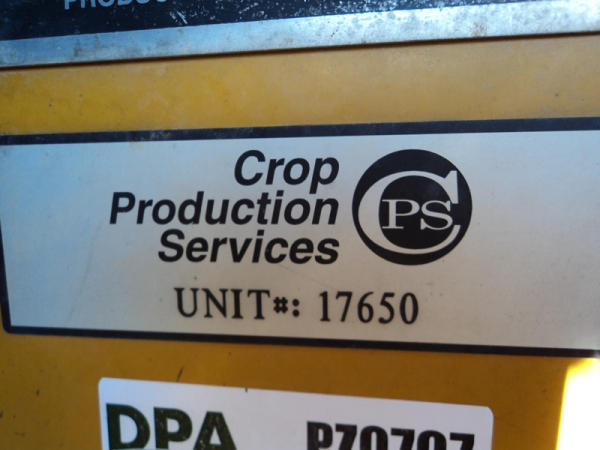 Crop
Production
Services
CPS
UNIT#: 17650
DPA